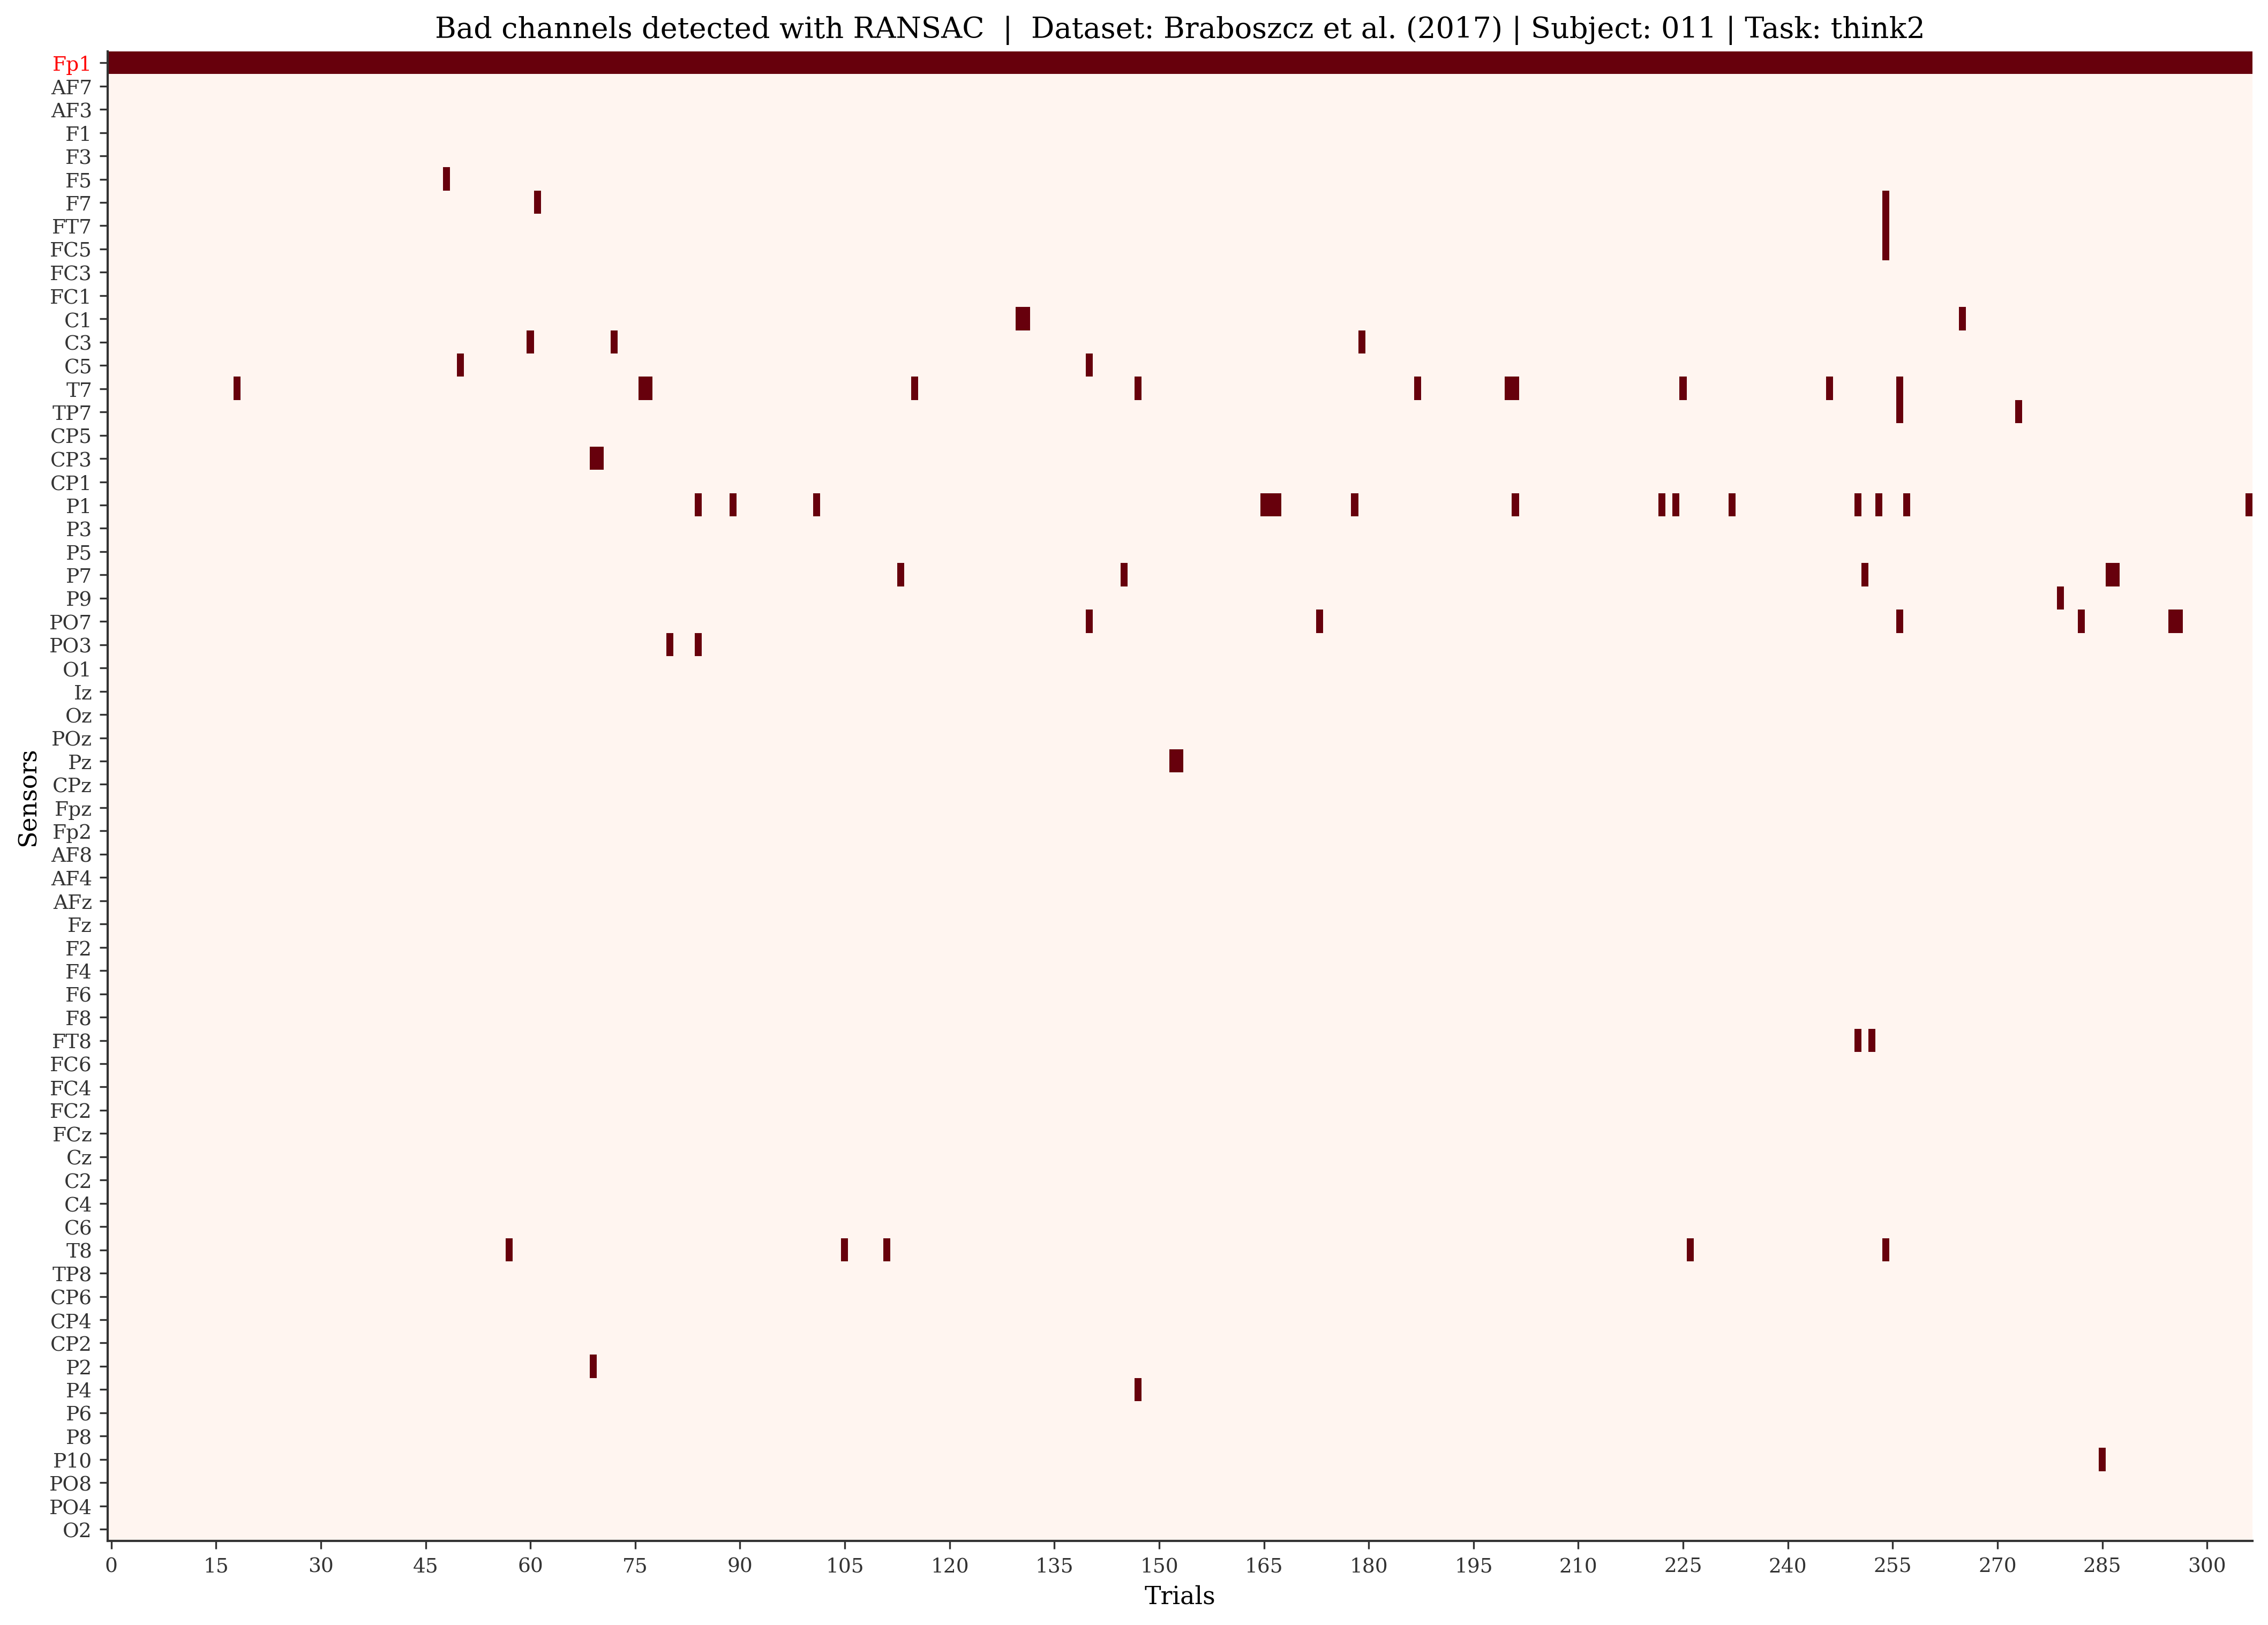 Bad channels detected with RANSAC | Dataset: Braboszcz et al. (2017) | Subject: 011 | Task: think2
Sensors
Fp1
AF7
AF3
F1
F3
F5
F7
FT7
FC5
FC3
FC1
C1
C3
C5
T7
TP7
CP5
CP3
CP1
P1
P3
P5
P7
P9
PO7
PO3
O1
Iz
Oz
POz
Pz
CPz
Fpz
Fp2
AF8
AF4
AFz
Fz
F2
F4
F6
F8
FT8
FC6
FC4
FC2
FCz
Cz
C2
C4
C6
T8
TP8
CP6
CP4
CP2
P2
P4
P6
P8
P10
PO8
PO4
O2
0 15 30 45 60 75 90 105 120 135 150 165 180 195 210 225 240 255 270 285 300
Trials